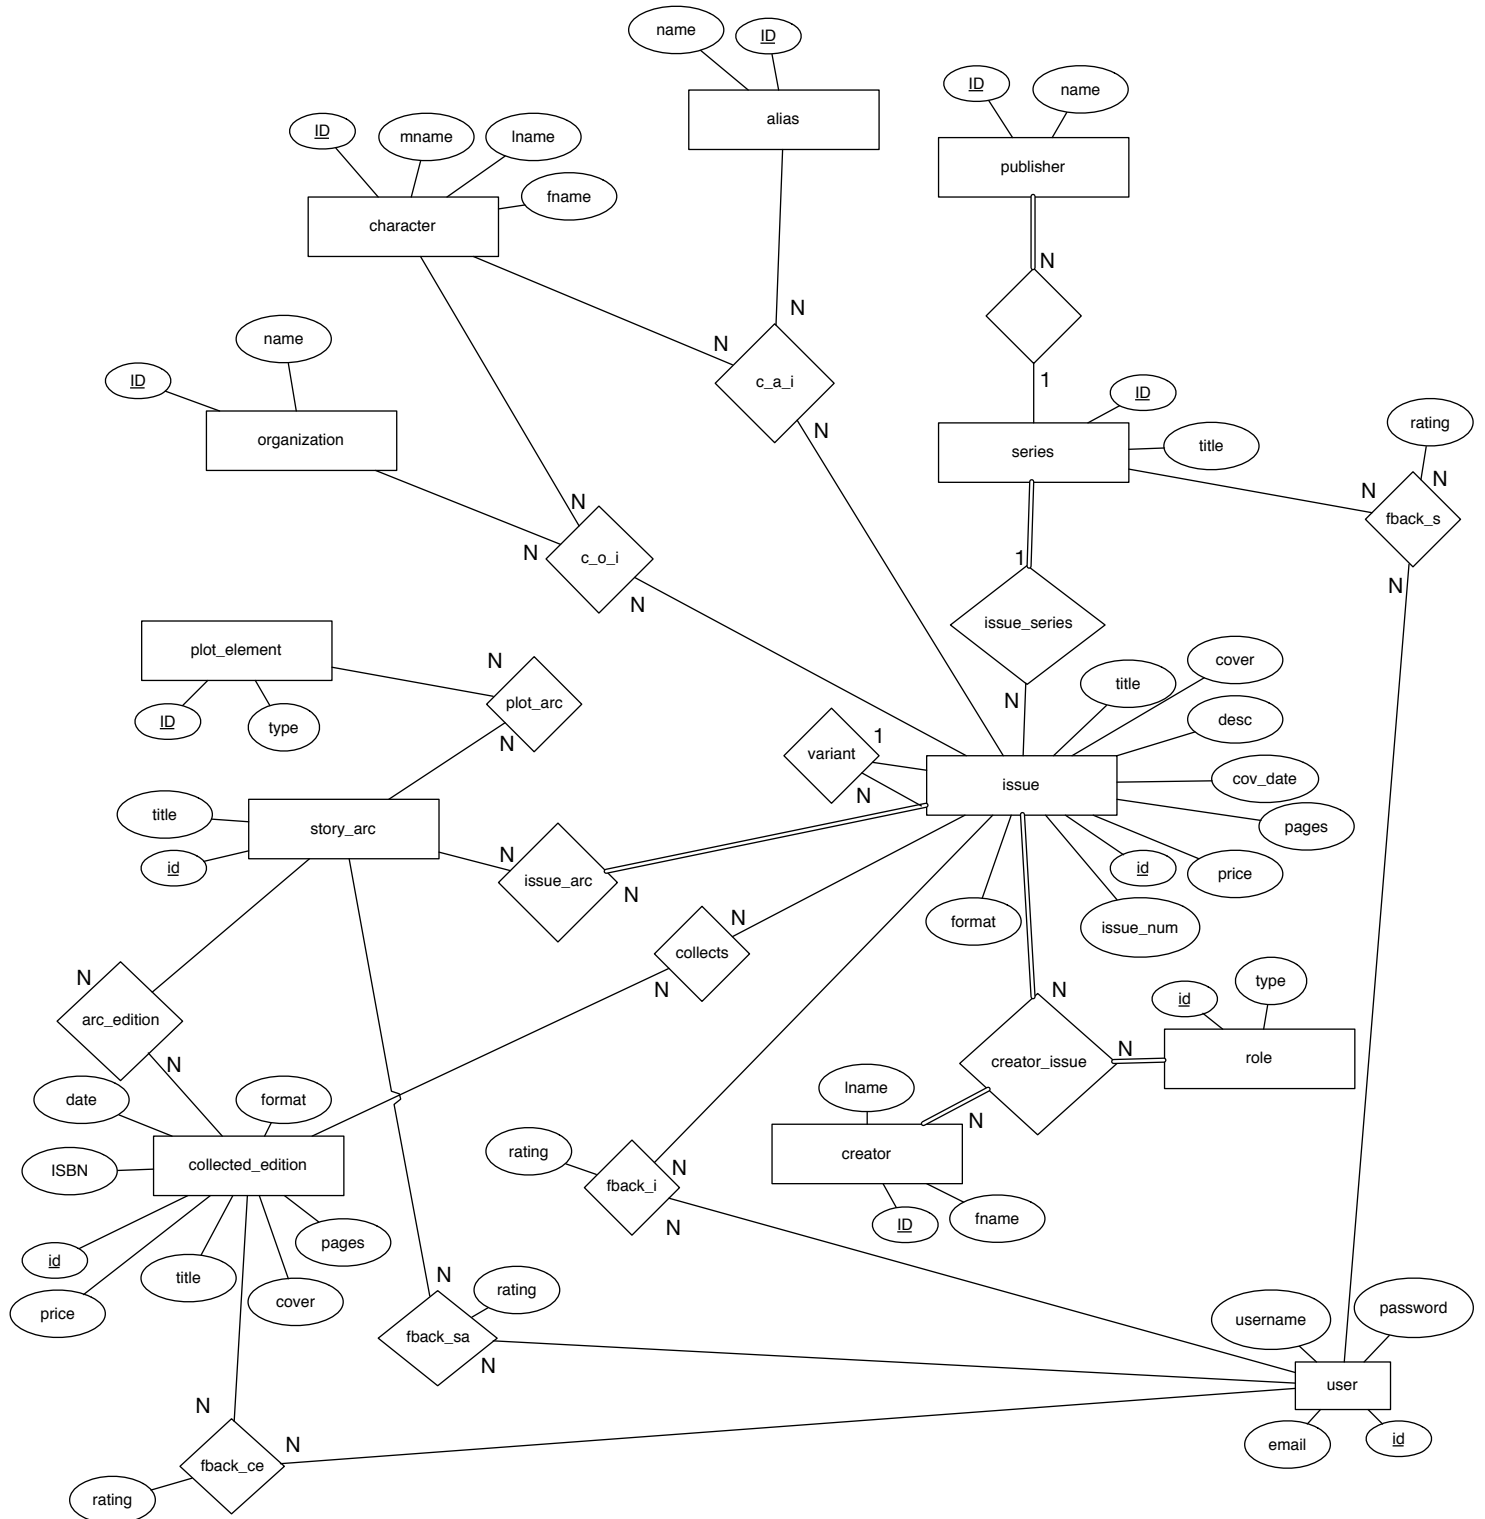 name
ID
alias
ID
name
publisher
ID
mname
lname
fname
character
N
name
ID
organization
N
N
c_a_i
N
1
ID
title
series
rating
N
N
fback_s
N
N
N
c_o_i
N
1
issue_series
N
plot_element
ID
type
N
plot_arc
N
title
cover
desc
cov_date
pages
price
id
issue_num
format
issue
variant
1
N
title
id
story_arc
N
issue_arc
N
N
collects
N
N
arc_edition
N
N
creator_issue
N
N
id
type
role
lname
creator
ID
fname
date
format
ISBN
collected_edition
id
price
title
cover
pages
rating
fback_i
N
N
N
rating
fback_sa
N
username
password
user
email
id
N
N
fback_ce
rating